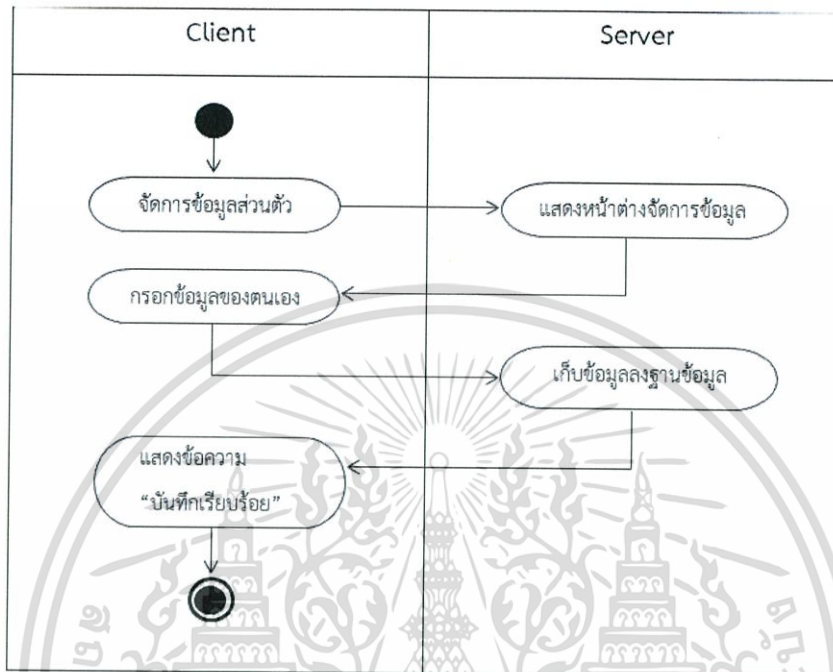 Client
Server
จัดการข้อมูลส่วนตัว
แสดงหน้าต่างจัดการข้อมูล
กรอกข้อมูลของตนเอง
เก็บข้อมูลลงฐานข้อมูล
แสดงข้อความ
“บันทึกเรียบร้อย”